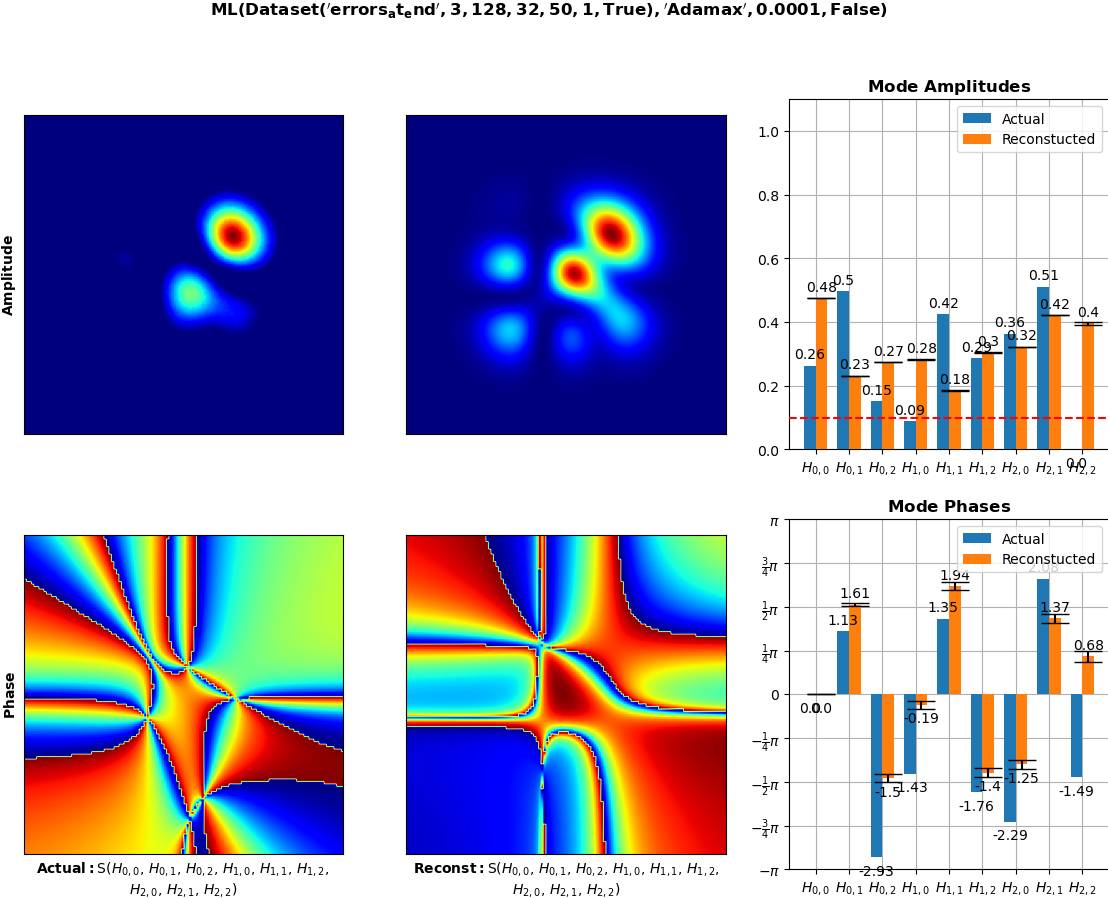 ML(Dataset('errors_at_end', 3, 128, 32, 50, 1, True), 'Adamax', 0.0001, False)
Amplitude
Mode Amplitudes
Actual
Reconstucted
1.0
0.8
0.6
0.4
0.2
0.0
0.26
0.48
0.5
0.23
0.15
0.27
0.09
0.28
0.42
0.18
0.29
0.3
0.36
0.32
0.51
0.42
0.0
0.4
H0,0 H0,1 H0,2 H1,0 H1,1 H1,2 H2,0 H2,1 H2,2
Phase
Actual: S(H0,0, H0,1, H0,2, H1,0, H1,1, H1,2,
H2,0, H2,1, H2,2)
Reconst: S(H0,0, H0,1, H0,2, H1,0, H1,1, H1,2,
H2,0, H2,1, H2,2)
Mode Phases
Actual
Reconstucted
π
3/4π
1/2π
1/4π
0
−1/4π
−1/2π
−3/4π
−π
0.0
0.0
1.13
1.61
-2.93
-1.5
-1.43
-0.19
1.35
1.94
-1.76
-1.4
-2.29
-1.25
2.08
1.37
-1.49
0.68
H0,0 H0,1 H0,2 H1,0 H1,1 H1,2 H2,0 H2,1 H2,2